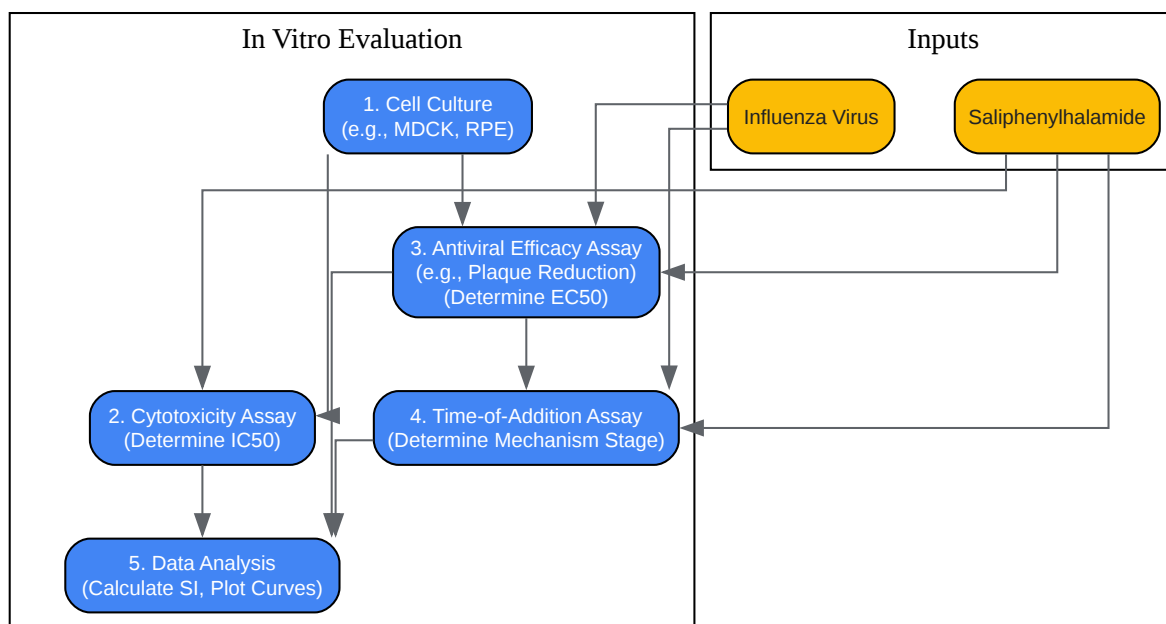 In Vitro Evaluation
Inputs
1. Cell Culture
(e.g., MDCK, RPE)
Influenza Virus
Saliphenylhalamide
3. Antiviral Efficacy Assay
(e.g., Plaque Reduction)
(Determine EC50)
2. Cytotoxicity Assay
(Determine IC50)
4. Time-of-Addition Assay
(Determine Mechanism Stage)
5. Data Analysis
(Calculate SI, Plot Curves)